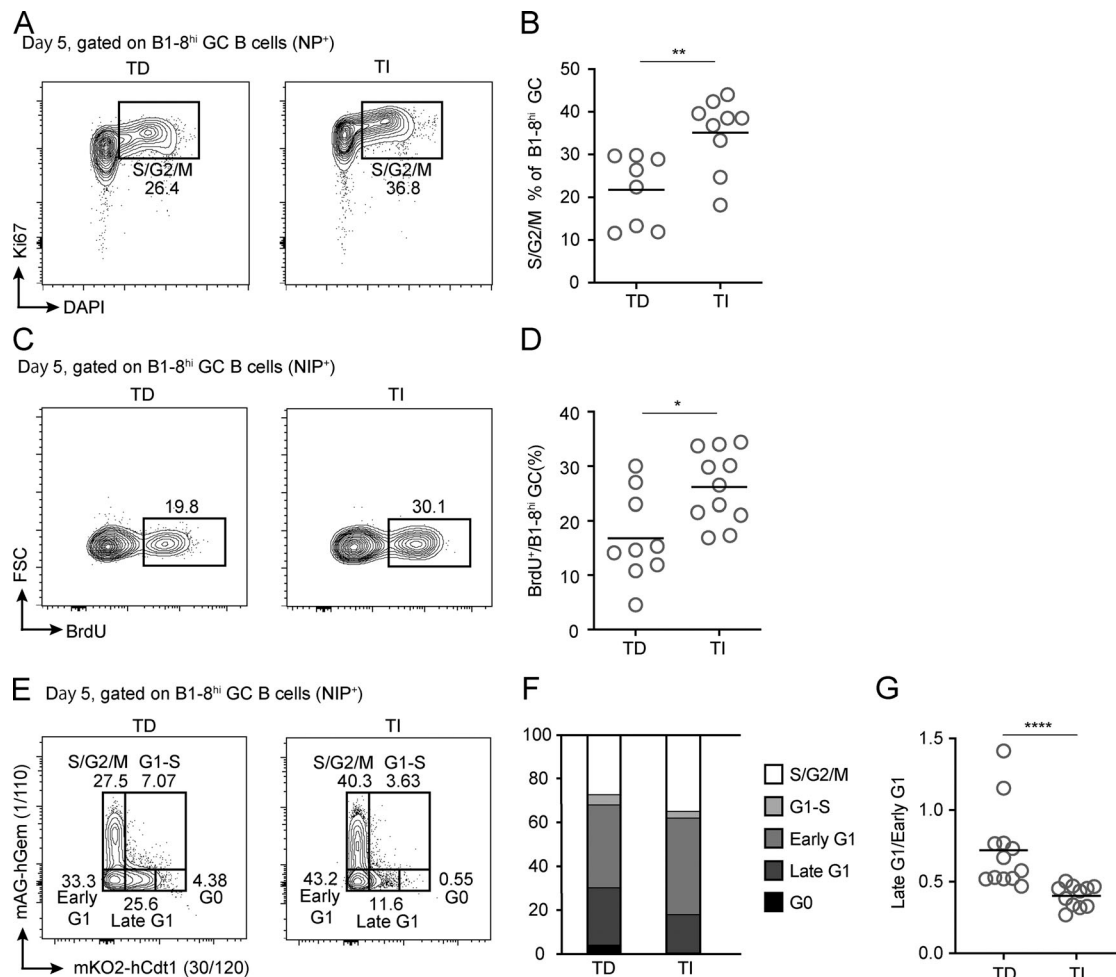 A
Day 5, gated on B1-8hi GC B cells (NP+)
TD
TI
S/G2/M
26.4
S/G2/M
36.8
Ki67
DAPI
B
**
S/G2/M % of B1-8hi GC
50
40
30
20
10
0
TD
TI
C
Day 5, gated on B1-8hi GC B cells (NIP+)
TD
TI
19.8
30.1
FSC
BrdU
D
*
BrdU+/B1-8hi GC(%)
40
30
20
10
0
TD
TI
E
Day 5, gated on B1-8hi GC B cells (NIP+)
TD
TI
S/G2/M G1-S
27.5 7.07
33.3
Early
G1
25.6
Late G1
4.38
G0
S/G2/M G1-S
40.3 3.63
43.2
Early
G1
11.6
Late G1
0.55
G0
mAG-hGem (1/110)
mKO2-hCdt1 (30/120)
F
100
80
60
40
20
0
TD
TI
S/G2/M
G1-S
Early G1
Late G1
G0
G
****
Late G1/Early G1
1.5
1.0
0.5
0.0
TD
TI